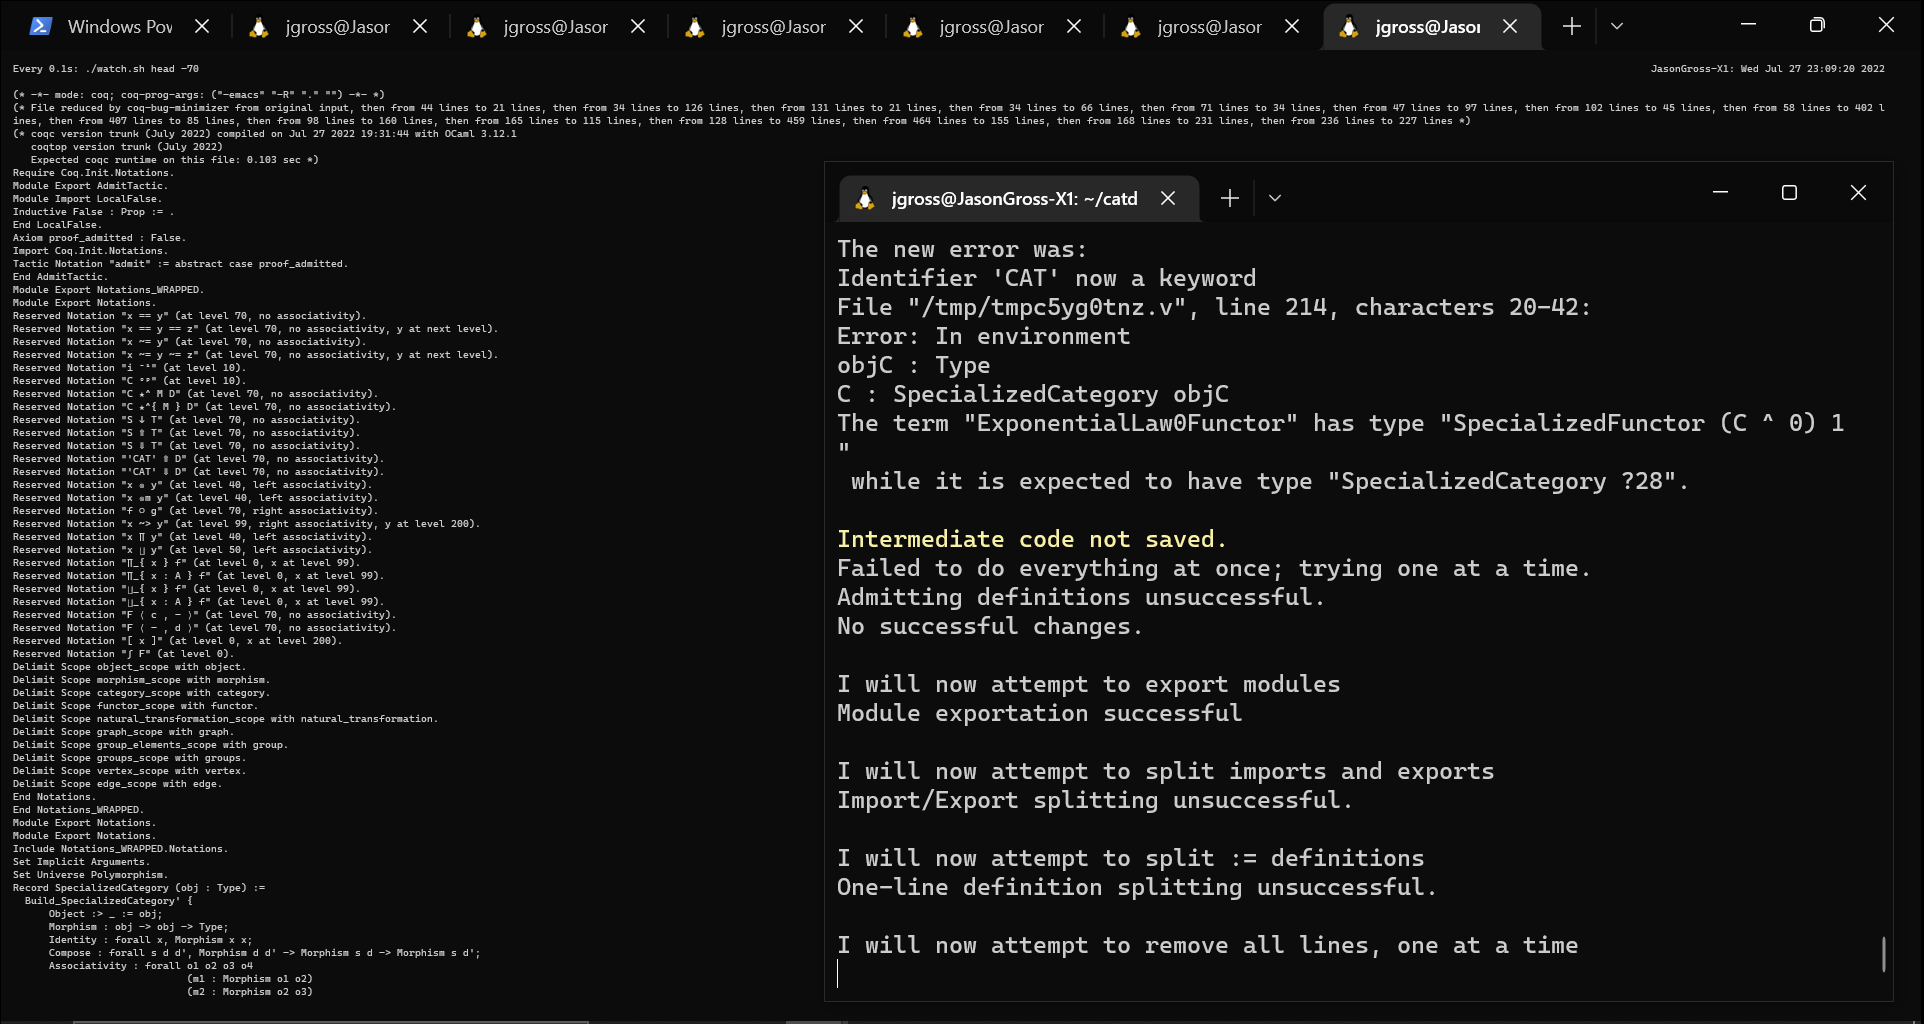 Windows Pov
jgross@Jasor
jgross@Jasor
jgross@Jasor
jgross@Jasor
jgross@Jasor
jgross@Jasor
Every 0.1s: ./watch.sh head -70
JasonGross-X1: Wed Jul 27 23:09:20 2022
(* -*- mode: coq; coq-prog-args: ("-emacs" "-R" "." "") -*- *)
(* File reduced by coq-bug-minimizer from original input, then from 44 lines to 21 lines, then from 34 lines to 126 lines, then from 131 lines to 21 lines, then from 34 lines to 66 lines, then from 71 lines to 34 lines, then from 47 lines to 97 lines, then from 102 lines to 45 lines, then from 58 lines to 402 l
ines, then from 407 lines to 85 lines, then from 98 lines to 160 lines, then from 165 lines to 115 lines, then from 128 lines to 459 lines, then from 464 lines to 155 lines, then from 168 lines to 231 lines, then from 236 lines to 227 lines *)
(* coqc version trunk (July 2022) compiled on Jul 27 2022 19:31:44 with OCaml 3.12.1
coqtop version trunk (July 2022)
Expected coqc runtime on this file: 0.103 sec *)
Require Coq.Init.Notations.
Module Export AdmitTactic.
Module Import LocalFalse.
Inductive False : Prop := .
End LocalFalse.
Axiom proof_admitted : False.
Import Coq.Init.Notations.
Tactic Notation "admit" := abstract case proof_admitted.
End AdmitTactic.
Module Export Notations_WRAPPED.
Module Export Notations.
Reserved Notation "x == y" (at level 70, no associativity).
Reserved Notation "x == y == z" (at level 70, no associativity, y at next level).
Reserved Notation "x ~= y" (at level 70, no associativity).
Reserved Notation "x ~= y ~= z" (at level 70, no associativity, y at next level).
Reserved Notation "i ⁻¹" (at level 10).
Reserved Notation "C ᵒᵖ" (at level 10).
Reserved Notation "C ★^ M D" (at level 70, no associativity).
Reserved Notation "C ★^{ M } D" (at level 70, no associativity).
Reserved Notation "S ↓ T" (at level 70, no associativity).
Reserved Notation "S ⇑ T" (at level 70, no associativity).
Reserved Notation "S ⇓ T" (at level 70, no associativity).
Reserved Notation "'CAT' ⇑ D" (at level 70, no associativity).
Reserved Notation "'CAT' ⇓ D" (at level 70, no associativity).
Reserved Notation "x ⊗ y" (at level 40, left associativity).
Reserved Notation "x ⊗m y" (at level 40, left associativity).
Reserved Notation "f ○ g" (at level 70, right associativity).
Reserved Notation "x ~> y" (at level 99, right associativity, y at level 200).
Reserved Notation "x ∏ y" (at level 40, left associativity).
Reserved Notation "x ∐ y" (at level 50, left associativity).
Reserved Notation "∏_{ x } f" (at level 0, x at level 99).
Reserved Notation "∏_{ x : A } f" (at level 0, x at level 99).
Reserved Notation "∐_{ x } f" (at level 0, x at level 99).
Reserved Notation "∐_{ x : A } f" (at level 0, x at level 99).
Reserved Notation "F ⟨ c , - ⟩" (at level 70, no associativity).
Reserved Notation "F ⟨ - , d ⟩" (at level 70, no associativity).
Reserved Notation "[ x ]" (at level 0, x at level 200).
Reserved Notation "∫ F" (at level 0).
Delimit Scope object_scope with object.
Delimit Scope morphism_scope with morphism.
Delimit Scope category_scope with category.
Delimit Scope functor_scope with functor.
Delimit Scope natural_transformation_scope with natural_transformation.
Delimit Scope graph_scope with graph.
Delimit Scope group_elements_scope with group.
Delimit Scope groups_scope with groups.
Delimit Scope vertex_scope with vertex.
Delimit Scope edge_scope with edge.
End Notations.
End Notations_WRAPPED.
Module Export Notations.
Module Export Notations.
Include Notations_WRAPPED.Notations.
Set Implicit Arguments.
Set Universe Polymorphism.
Record SpecializedCategory (obj : Type) :=
Build_SpecializedCategory' {
Object :> _ := obj;
Morphism : obj -> obj -> Type;
Identity : forall x, Morphism x x;
Compose : forall s d d', Morphism d d' -> Morphism s d -> Morphism s d';
Associativity : forall o1 o2 o3 o4
(m1 : Morphism o1 o2)
(m2 : Morphism o2 o3)
jgross@JasonGross-X1: ~/catd
The new error was:
Identifier 'CAT' now a keyword
File "/tmp/tmpc5yg0tnz.v", line 214, characters 20-42:
Error: In environment
objC : Type
C : SpecializedCategory objC
The term "ExponentialLaw0Functor" has type "SpecializedFunctor (C ^ 0) 1
"
while it is expected to have type "SpecializedCategory ?28".
Intermediate code not saved.
Failed to do everything at once; trying one at a time.
Admitting definitions unsuccessful.
No successful changes.
I will now attempt to export modules
Module exportation successful
I will now attempt to split imports and exports
Import/Export splitting unsuccessful.
I will now attempt to split := definitions
One-line definition splitting unsuccessful.
I will now attempt to remove all lines, one at a time